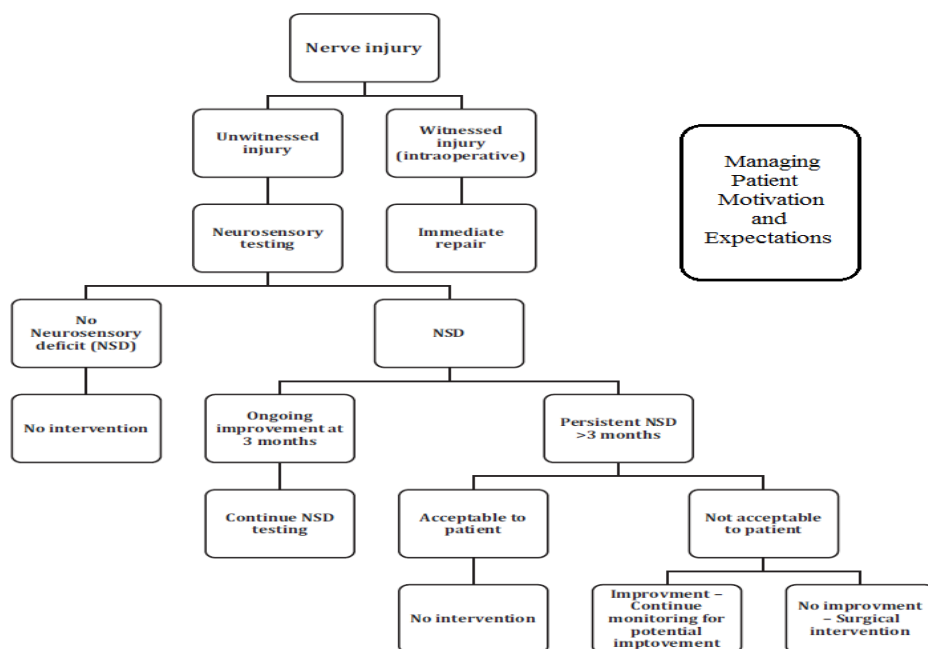 Nerve injury
Unwitnessed
injury
Witnessed
injury
(intraoperative)
Managing
Patient
Motivation
and
Expectations
Neurosensory
testing
Immediate
repair
No
Neurosensory
deficit (NSD)
NSD
No intervention
Ongoing
improvement at
3 months
Persistent NSD
>3 months
Continue NSD
testing
Acceptable to
patient
Not acceptable
to patient
No intervention
Improvment –
Continue
monitoring for
potential imptovement
No improvment
– Surgical
intervention